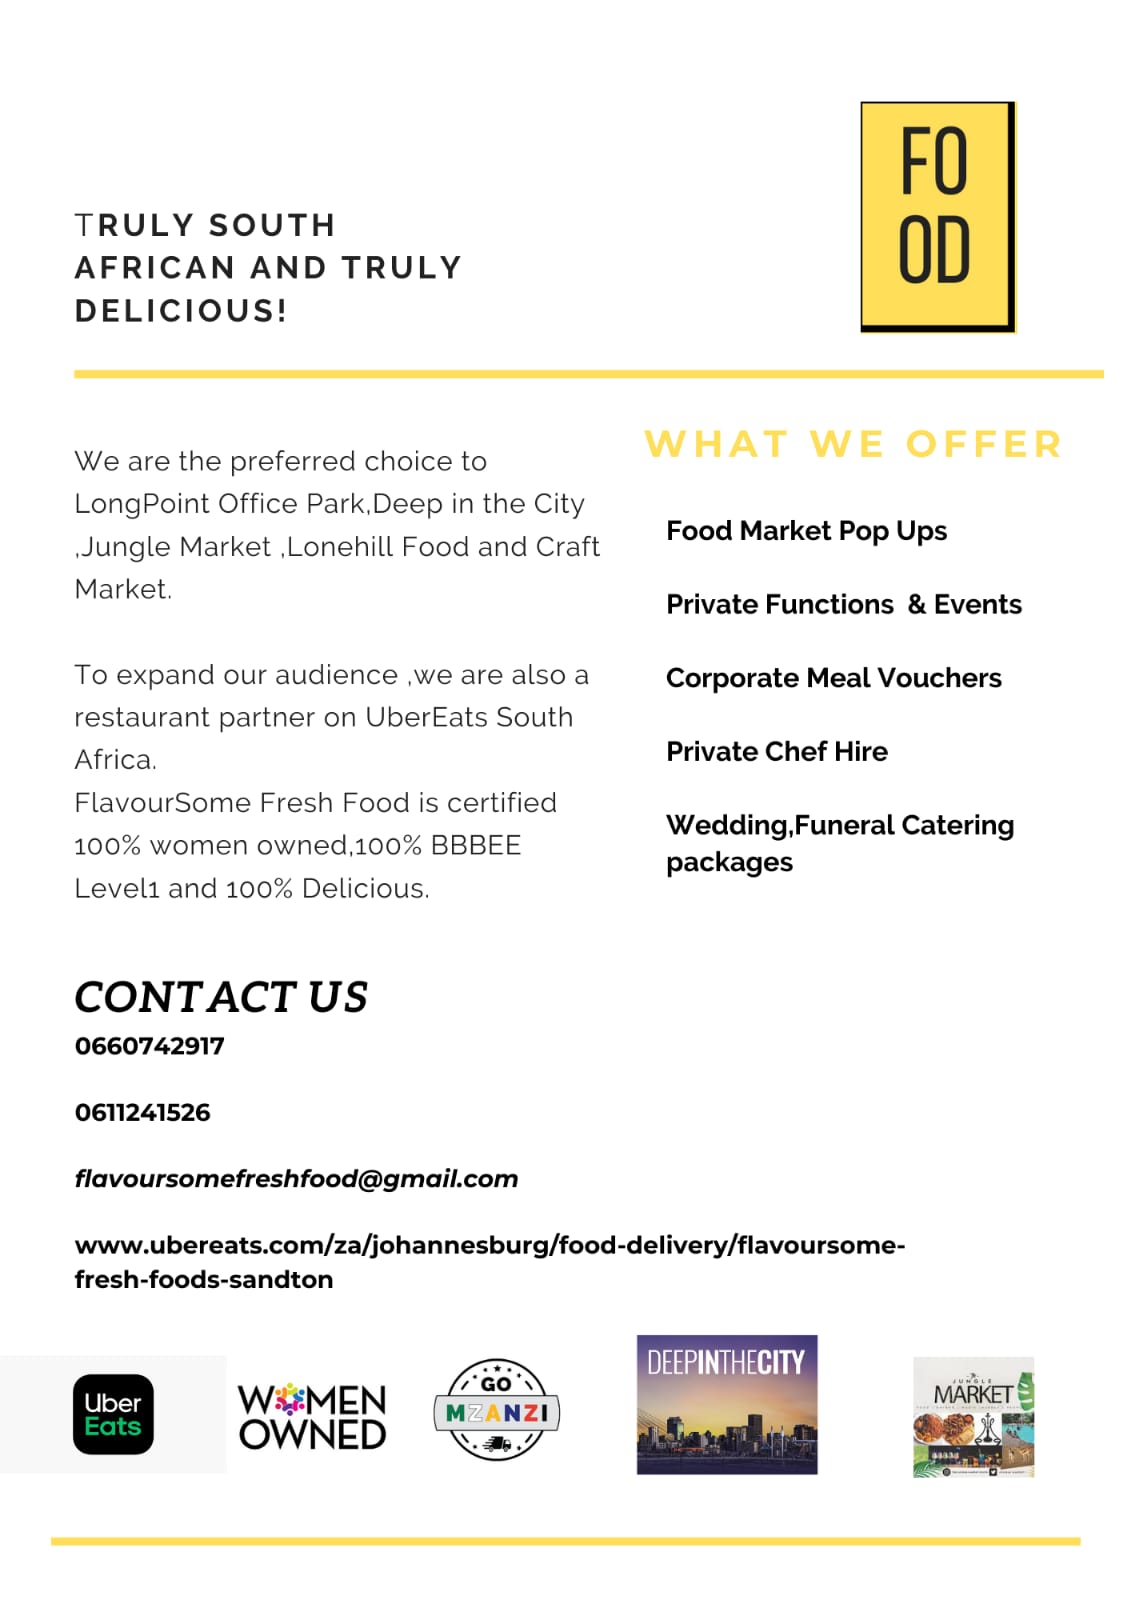 FO
OD
TRULY SOUTH
AFRICAN AND TRULY
DELICIOUS!
We are the preferred choice to
LongPoint Office Park,Deep in the City
,Jungle Market ,Lonehill Food and Craft
Market.
To expand our audience ,we are also a
restaurant partner on UberEats South
Africa.
FlavourSome Fresh Food is certified
100% women owned,100% BBBEE
Level1 and 100% Delicious.
WHAT WE OFFER
Food Market Pop Ups
Private Functions & Events
Corporate Meal Vouchers
Private Chef Hire
Wedding,Funeral Catering
packages
CONTACT US
0660742917
0611241526
flavoursomefreshfood@gmail.com
www.ubereats.com/za/johannesburg/food-delivery/flavoursome-
fresh-foods-sandton
Uber
Eats
WOMEN
OWNED
GO
MZANZI
DEEPINTHECITY
JUNGLE
MARKET